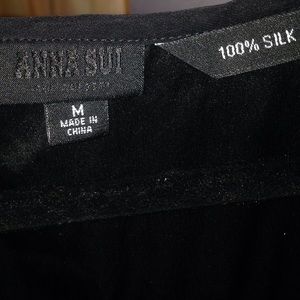 ANNA SUI
100% SILK
M
MADE IN
CHINA